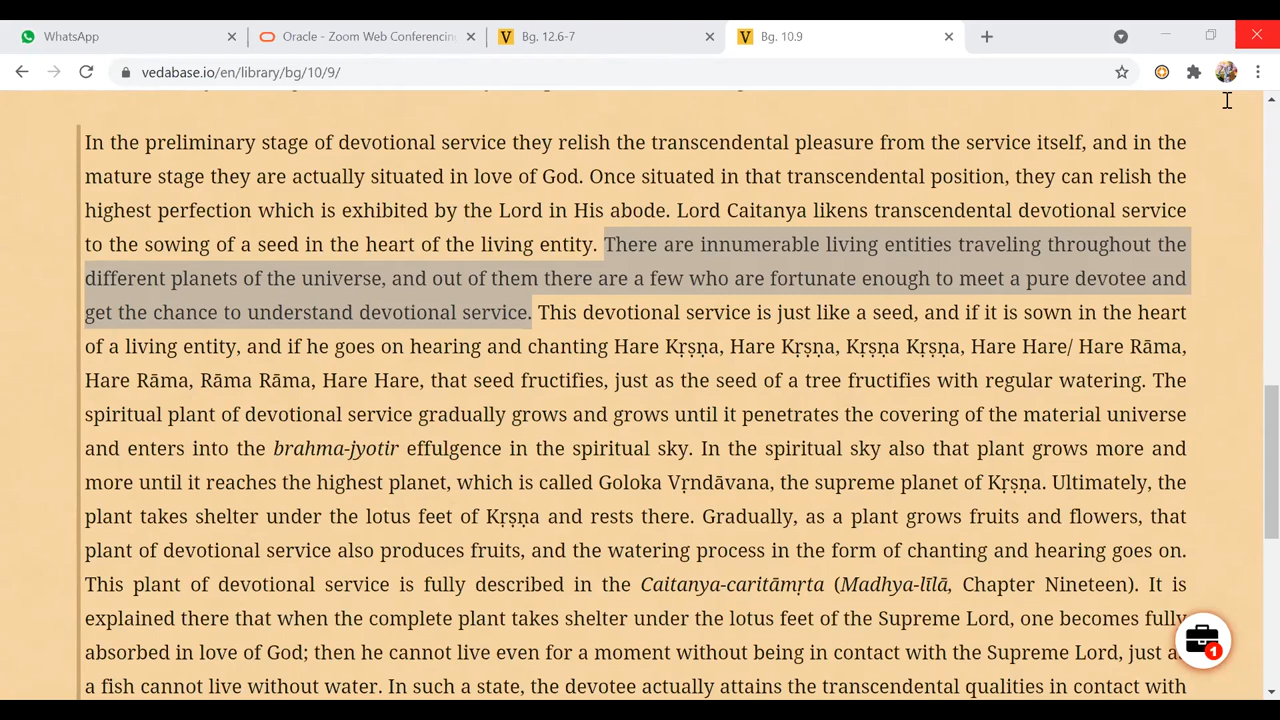 WhatsApp
Oracle - Zoom Web Conferencing
Bg. 12.6-7
Bg. 10.9
vedabase.io/en/library/bg/10/9/
In the preliminary stage of devotional service they relish the transcendental pleasure from the service itself, and in the
mature stage they are actually situated in love of God. Once situated in that transcendental position, they can relish the
highest perfection which is exhibited by the Lord in His abode. Lord Caitanya likens transcendental devotional service
to the sowing of a seed in the heart of the living entity. There are innumerable living entities traveling throughout the
different planets of the universe, and out of them there are a few who are fortunate enough to meet a pure devotee and
get the chance to understand devotional service. This devotional service is just like a seed, and if it is sown in the heart
of a living entity, and if he goes on hearing and chanting Hare Kṛṣṇa, Hare Kṛṣṇa, Kṛṣṇa Kṛṣṇa, Hare Hare/ Hare Rāma,
Hare Rāma, Rāma Rāma, Hare Hare, that seed fructifies, just as the seed of a tree fructifies with regular watering. The
spiritual plant of devotional service gradually grows and grows until it penetrates the covering of the material universe
and enters into the brahma-jyotir effulgence in the spiritual sky. In the spiritual sky also that plant grows more and
more until it reaches the highest planet, which is called Goloka Vṛndāvana, the supreme planet of Kṛṣṇa. Ultimately, the
plant takes shelter under the lotus feet of Kṛṣṇa and rests there. Gradually, as a plant grows fruits and flowers, that
plant of devotional service also produces fruits, and the watering process in the form of chanting and hearing goes on.
This plant of devotional service is fully described in the Caitanya-caritāmṛta (Madhya-līlā, Chapter Nineteen). It is
explained there that when the complete plant takes shelter under the lotus feet of the Supreme Lord, one becomes fully
absorbed in love of God; then he cannot live even for a moment without being in contact with the Supreme Lord, just
a fish cannot live without water. In such a state, the devotee actually attains the transcendental qualities in contact with
1